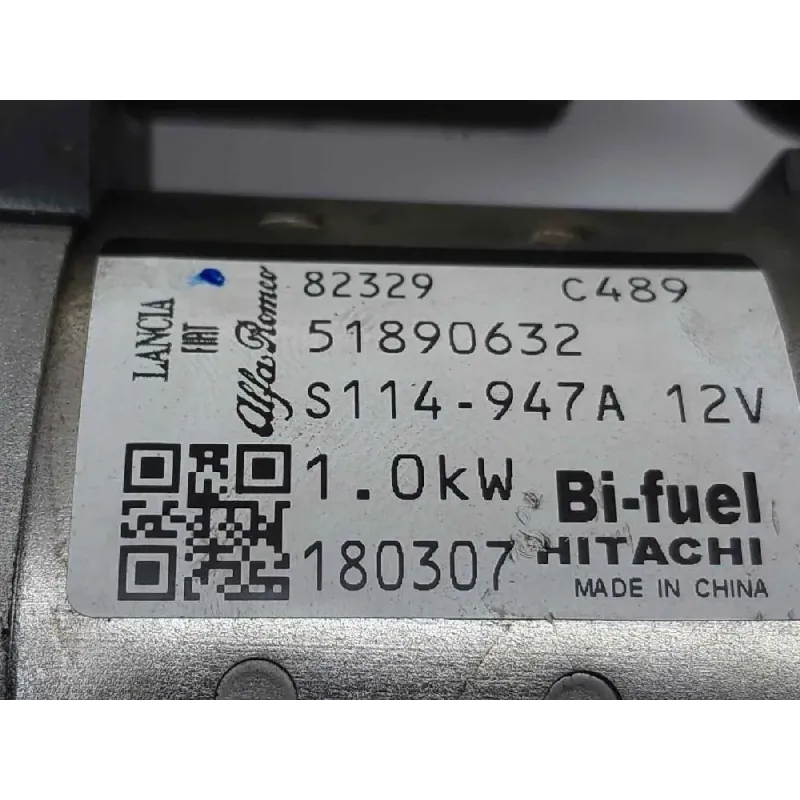 LANCIA
FIAT
Alfa Romeo
82329 C489
51890632
S114-947A 12V
1.0kW Bi-fuel
180307 HITACHI
MADE IN CHINA